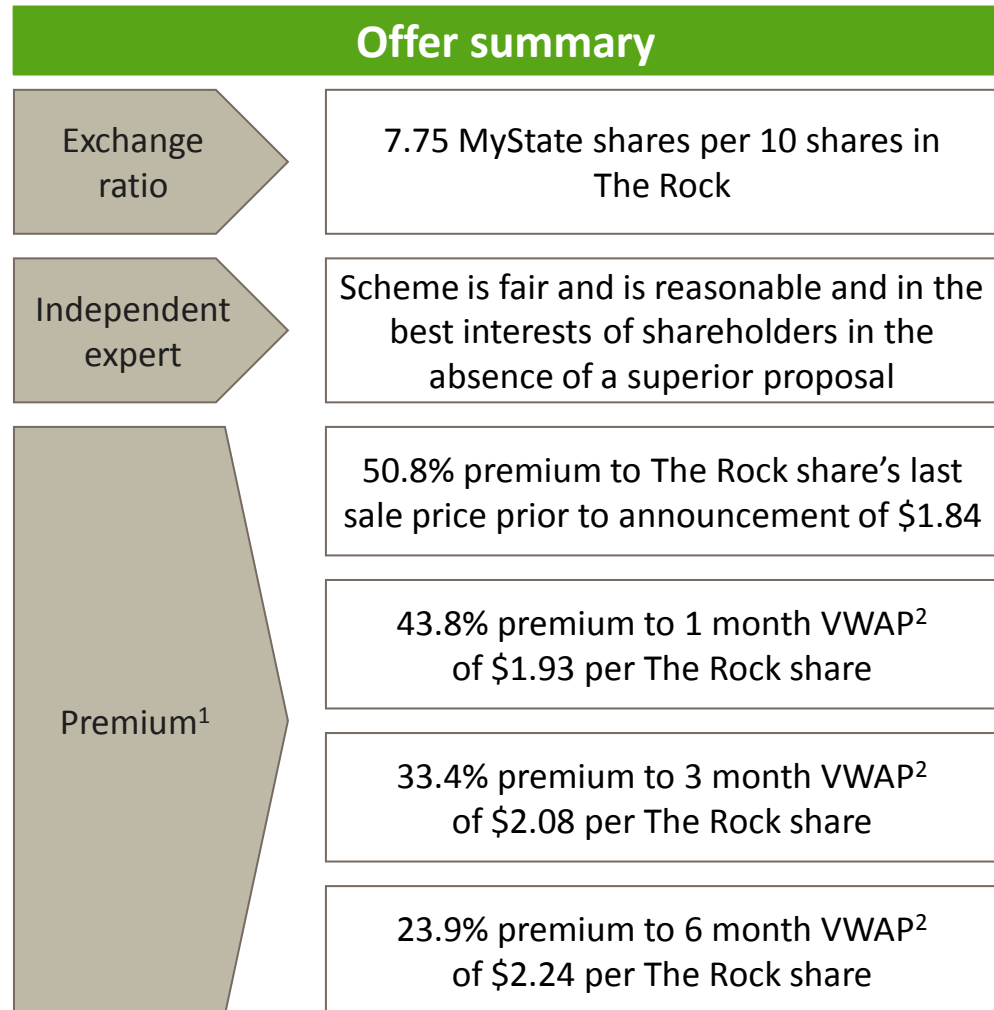 Offer summary
Exchange
ratio
7.75 MyState shares per 10 shares in
The Rock
Independent
expert
Scheme is fair and is reasonable and in the
best interests of shareholders in the
absence of a superior proposal
Premium¹
50.8% premium to The Rock share’s last
sale price prior to announcement of $1.84
43.8% premium to 1 month VWAP²
of $1.93 per The Rock share
33.4% premium to 3 month VWAP²
of $2.08 per The Rock share
23.9% premium to 6 month VWAP²
of $2.24 per The Rock share